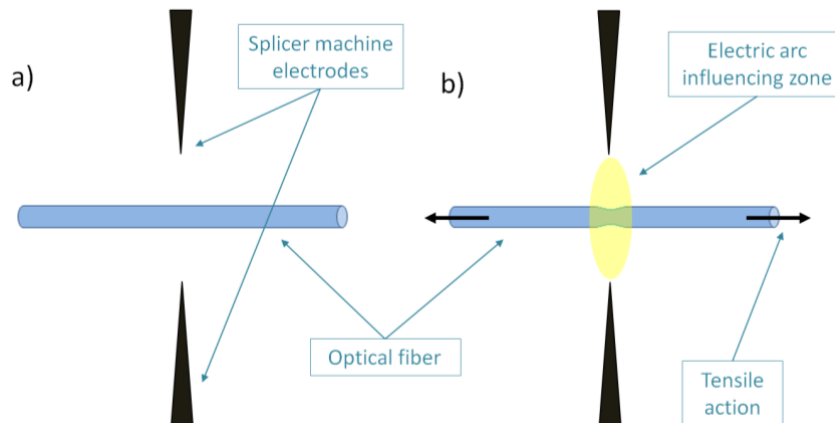 a)
Splicer machine
electrodes
b)
Electric arc
influencing zone
Optical fiber
Tensile
action